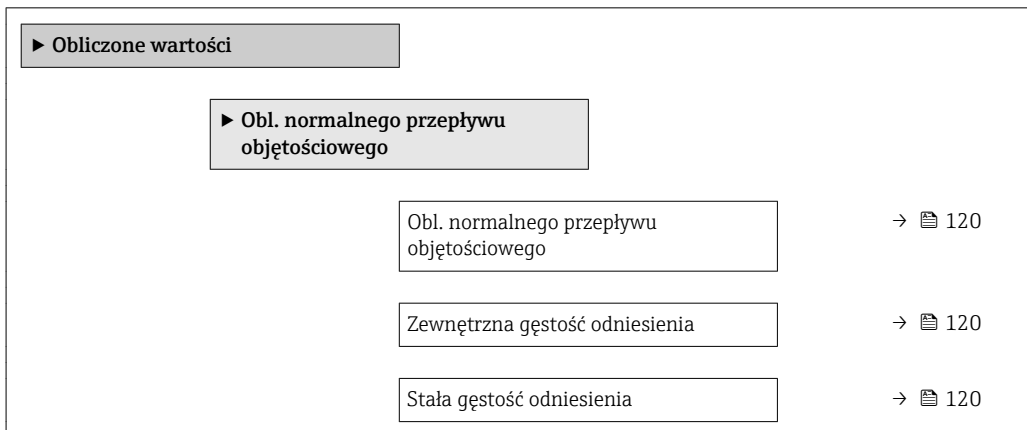 ► Obliczone wartości
► Obl. normalnego przepływu
objętościowego
Obl. normalnego przepływu
objętościowego
→ 120
Zewnętrzna gęstość odniesienia
→ 120
Stała gęstość odniesienia
→ 120